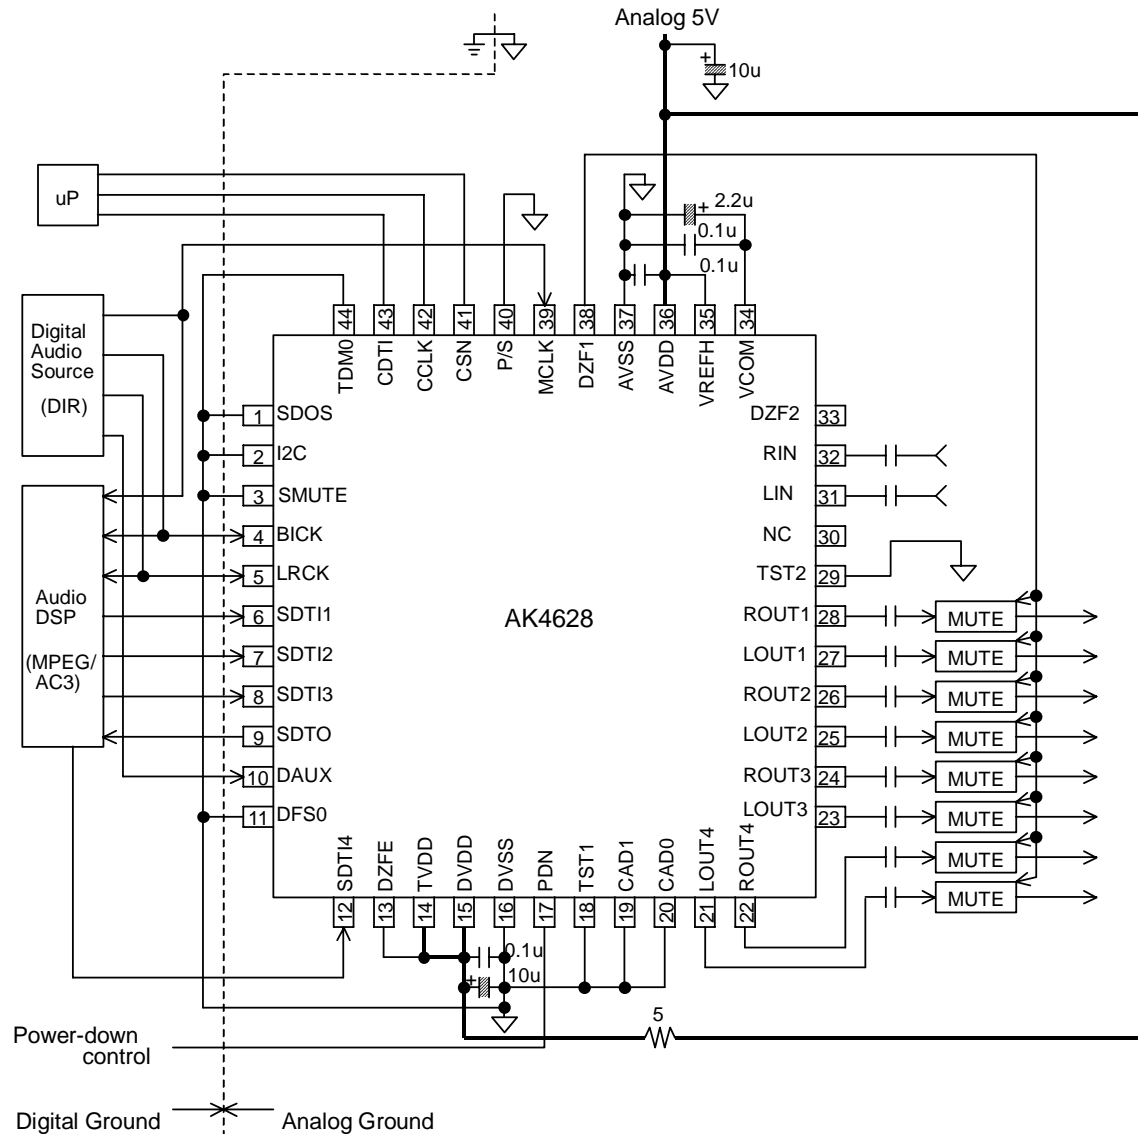 Analog 5V
+
10u
uP
+ 2.2u
0.1u
0.1u
44 43 42 41 40 39 38 37 36 35 34
TDM0 CDTI CCLK CSN P/S MCLK DZF1 AVSS AVDD VREFH VCOM
Digital
Audio
Source
(DIR)
1 SDOS
2 I2C
3 SMUTE
4 BICK
5 LRCK
6 SDTI1
7 SDTI2
8 SDTI3
9 SDTO
10 DAUX
11 DFS0
Audio
DSP
(MPEG/
AC3)
AK4628
DZF2 33
RIN 32
LIN 31
NC 30
TST2 29
ROUT1 28 MUTE
LOUT1 27 MUTE
ROUT2 26 MUTE
LOUT2 25 MUTE
ROUT3 24 MUTE
LOUT3 23 MUTE
MUTE
MUTE
SDTI4 DZFE TVDD DVDD DVSS PDN TST1 CAD1 CAD0 LOUT4 ROUT4
12 13 14 15 16 17 18 19 20 21 22
0.1u
+ 10u
5
Power-down
control
Digital Ground
Analog Ground